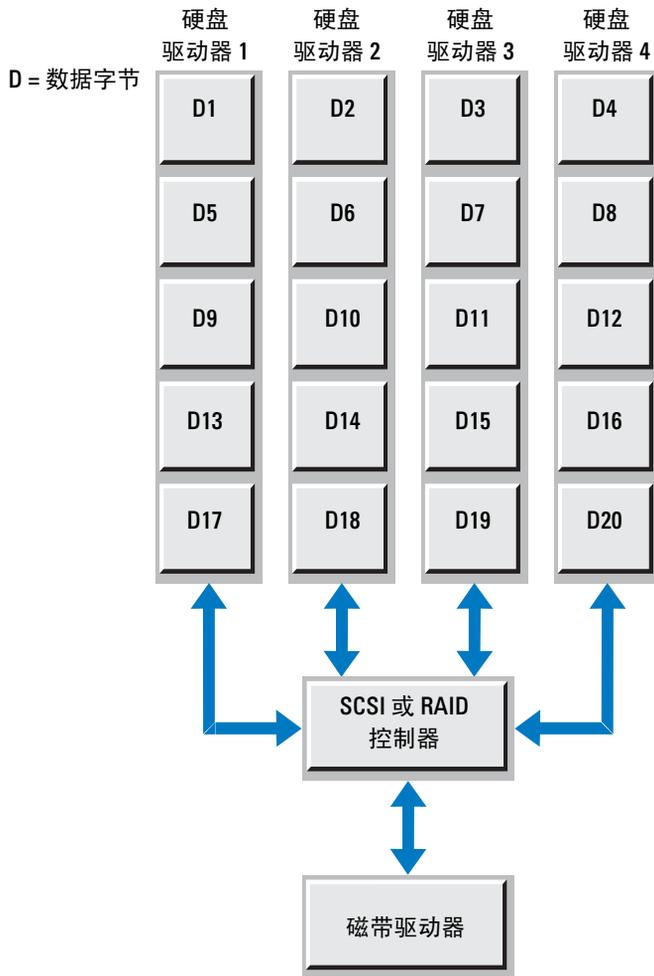 硬盘
驱动器 1
硬盘
驱动器 2
硬盘
驱动器 3
硬盘
驱动器 4
D = 数据字节
D1
D2
D3
D4
D5
D6
D7
D8
D9
D10
D11
D12
D13
D14
D15
D16
D17
D18
D19
D20
SCSI 或 RAID
控制器
磁带驱动器